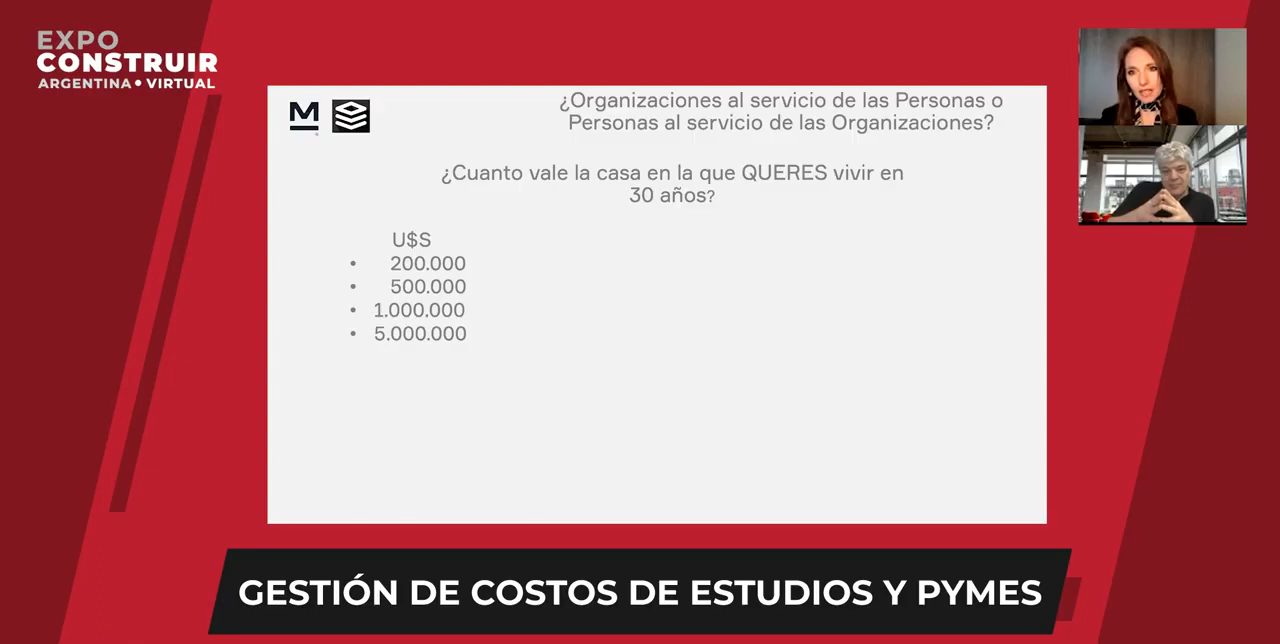 EXPO
CONSTRUIR
ARGENTINA • VIRTUAL
M
¿Organizaciones al servicio de las Personas o
Personas al servicio de las Organizaciones?
¿Cuanto vale la casa en la que QUERES vivir en
30 años?
U$S
• 200.000
• 500.000
• 1.000.000
• 5.000.000
GESTIÓN DE COSTOS DE ESTUDIOS Y PYMES